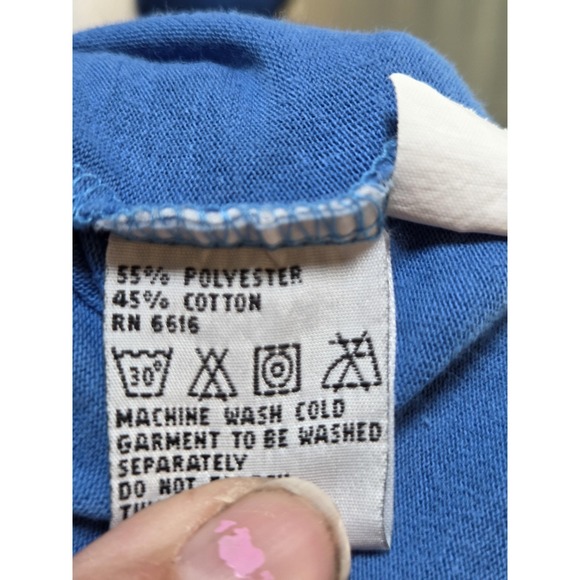 55% POLYESTER
45% COTTON
RN 6616
30°
MACHINE WASH COLD
GARMENT TO BE WASHED
SEPARATELY
DO NOT